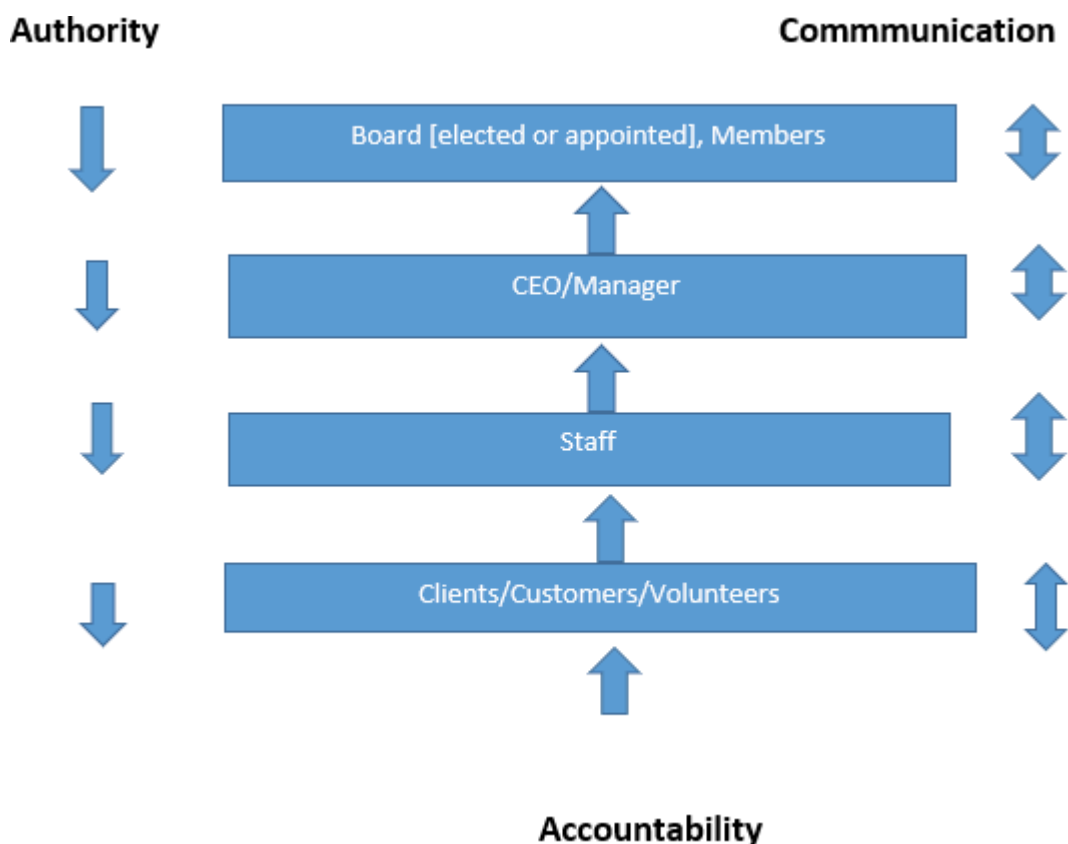 Authority
Commmunication
Board [elected or appointed], Members
CEO/Manager
Staff
Clients/Customers/Volunteers
Accountability